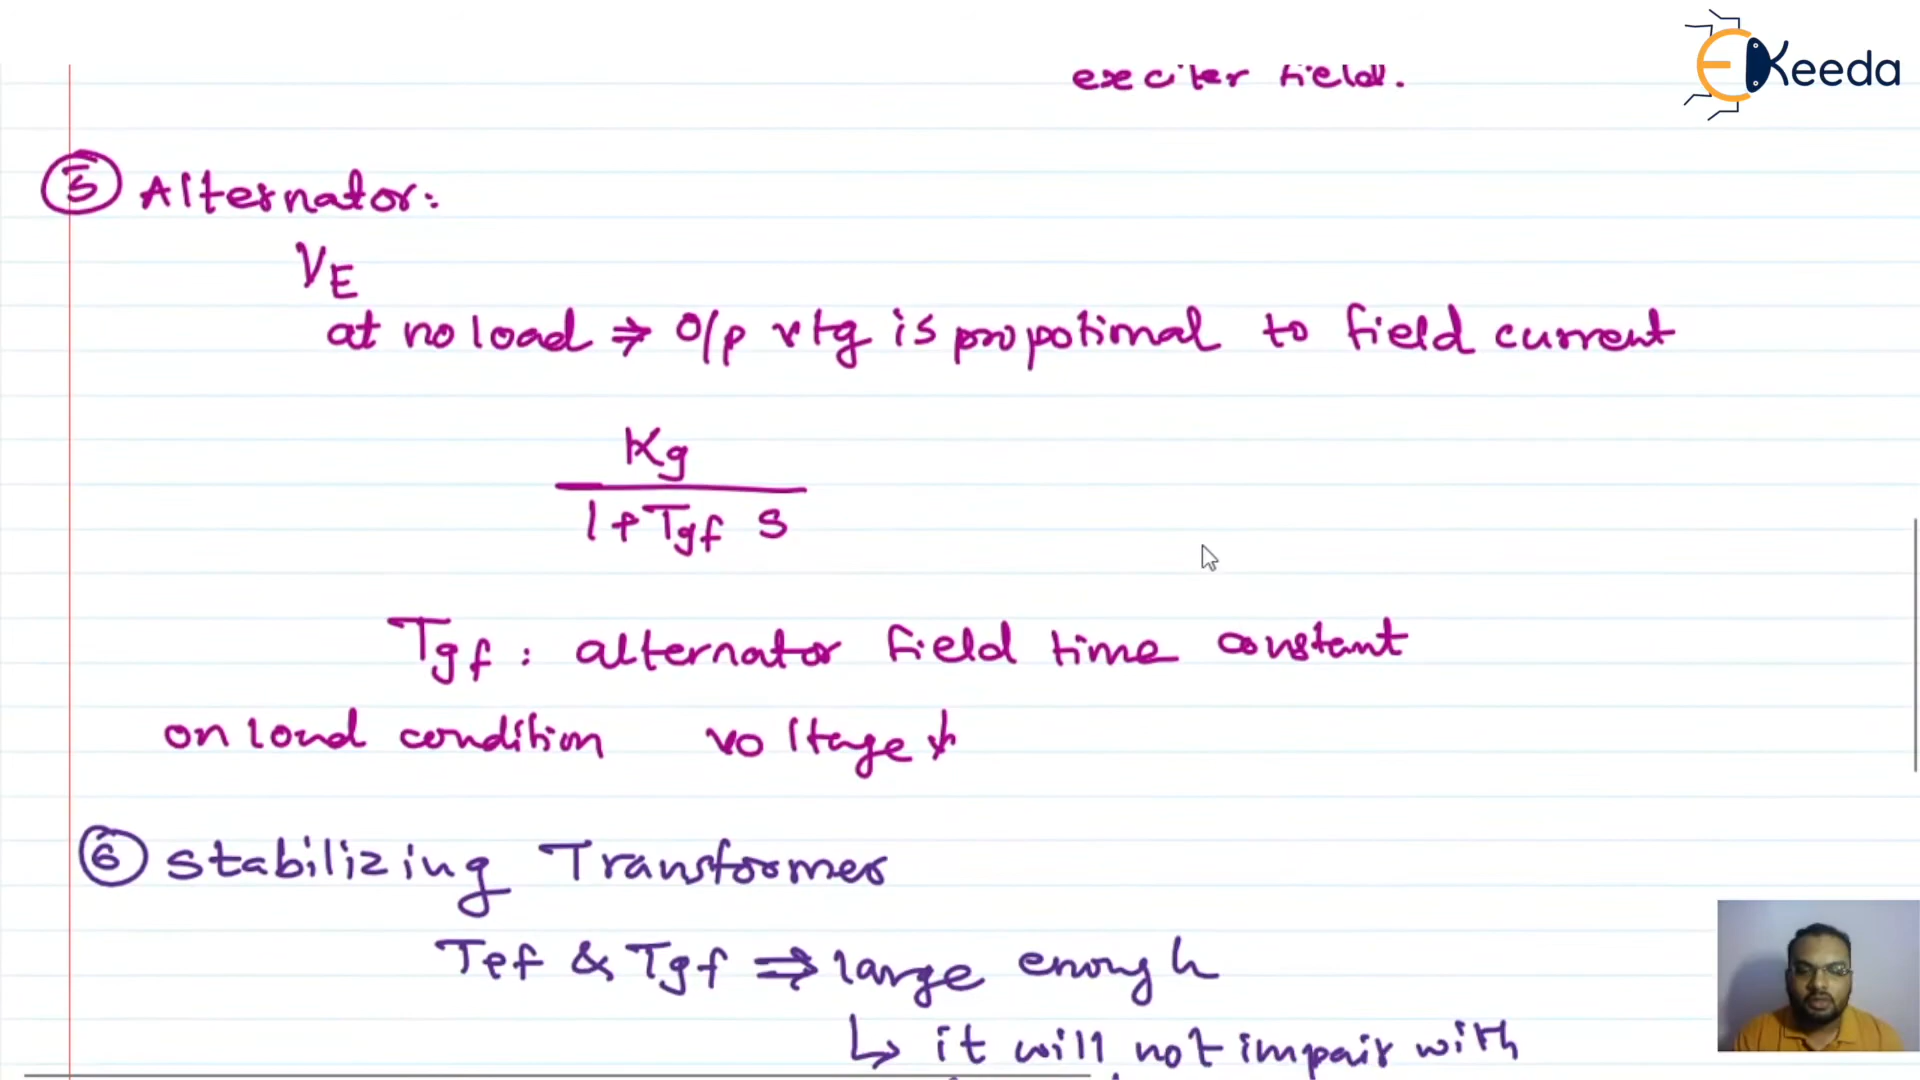 exciter field.
EKeeda
5 Alternator:
VE
at no load ⇒ O/p vtg is propotional to field current
Kg
1+Tgf S
Tgf : alternator field time constant
on load condition voltage ↓
6 Stabilizing Transformer
Tef & Tgf ⇒ large enough
↳ it will not impair with